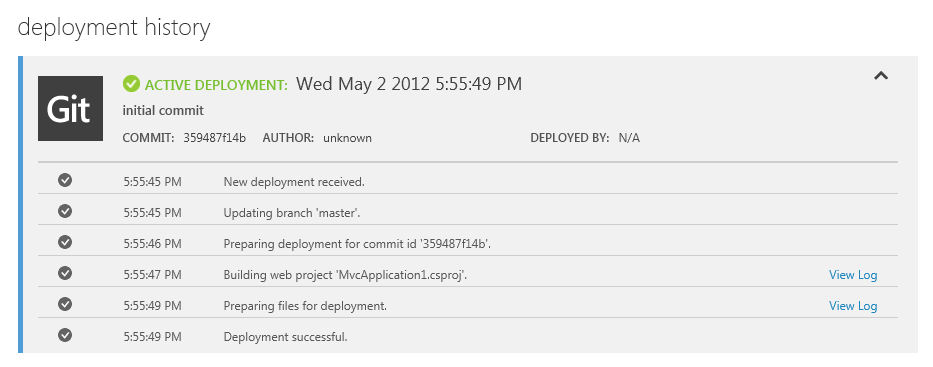 deployment history
Git
ACTIVE DEPLOYMENT: Wed May 2 2012 5:55:49 PM
initial commit
COMMIT: 359487f14b AUTHOR: unknown DEPLOYED BY: N/A
5:55:45 PM New deployment received.
5:55:45 PM Updating branch 'master'.
5:55:46 PM Preparing deployment for commit id '359487f14b'.
5:55:47 PM Building web project 'MvcApplication1.csproj'. View Log
5:55:49 PM Preparing files for deployment. View Log
5:55:49 PM Deployment successful.